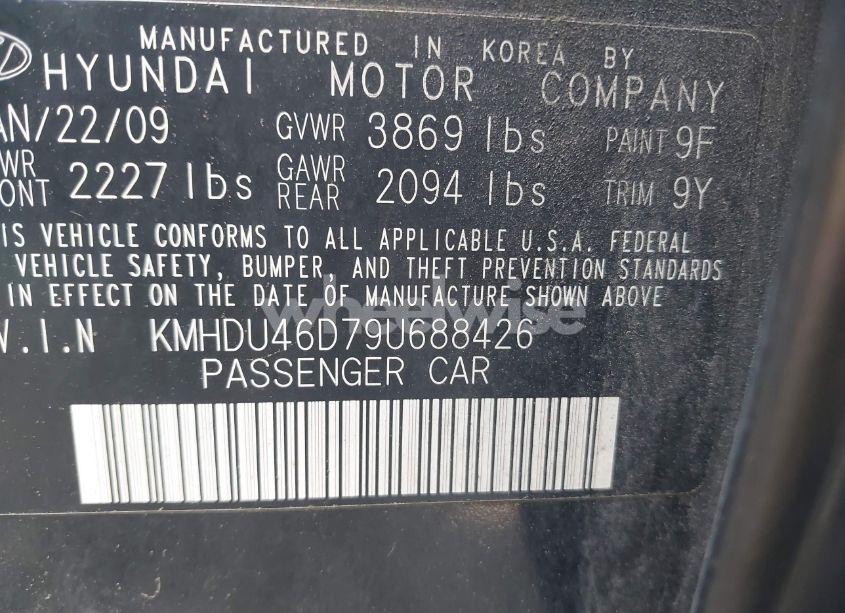 MANUFACTURED IN KOREA BY
HYUNDAI MOTOR COMPANY
AN/22/09 GVWR 3869 lbs PAINT 9F
WR
ONT 2227 lbs GAWR
REAR 2094 lbs TRIM 9Y
IS VEHICLE CONFORMS TO ALL APPLICABLE U.S.A. FEDERAL
VEHICLE SAFETY, BUMPER, AND THEFT PREVENTION STANDARDS
IN EFFECT ON THE DATE OF MANUFACTURE SHOWN ABOVE
wheelwise
V.I.N KMHDU46D79U688426
PASSENGER CAR